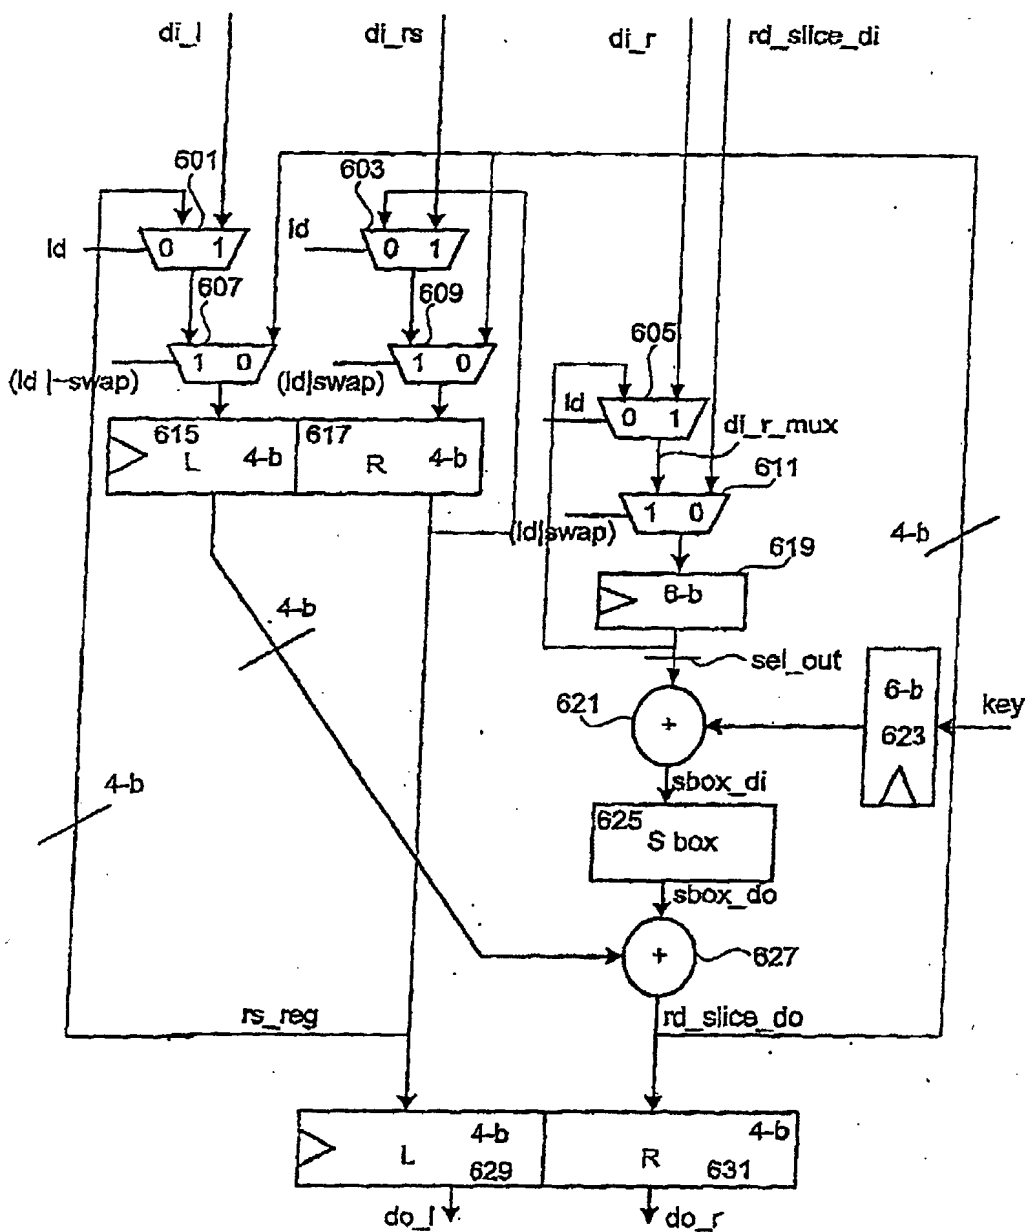 di_l di_rs di_r rd_slice_di
601 603
ld 0 1 ld 0 1
607 609
605
1 0 1 0
(ld |~swap) (ld|swap)
ld 0 1
di_r_mux
615 617
L 4-b R 4-b
611
1 0
(ld|swap)
4-b
619
6-b
4-b
sel_out
621 + 6-b
623
key
4-b
sbox_di
625
S box
sbox_do
+ 627
rs_reg rd_slice_do
4-b 4-b
L 629 R 631
do_l do_r